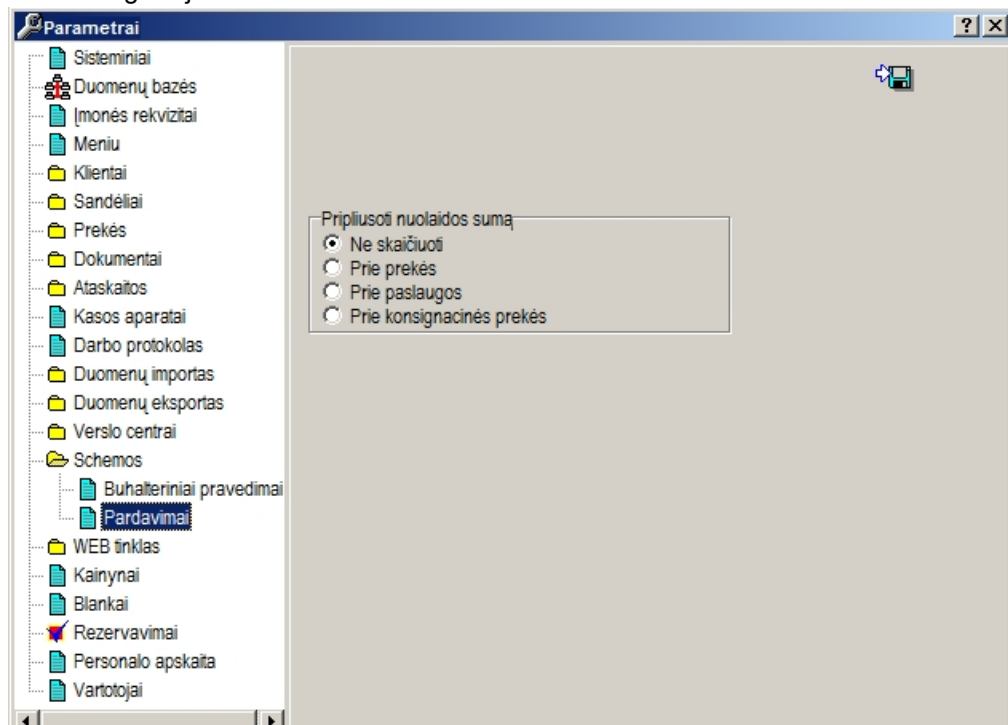 Parametrai
Sisteminiai
Duomenų bazės
Įmonės rekvizitai
Meniu
Klientai
Sandėliai
Prekės
Dokumentai
Ataskaitos
Kasos aparatai
Darbo protokolas
Duomenų importas
Duomenų eksportas
Verslo centrai
Schemos
Buhalteriniai pravedimai
Pardavimai
WEB tinklas
Kainynai
Blankai
Rezervavimai
Personalo apskaita
Vartotojai
Pripliusoti nuolaidos sumą
Ne skaičiuoti
Prie prekės
Prie paslaugos
Prie konsignacinės prekės